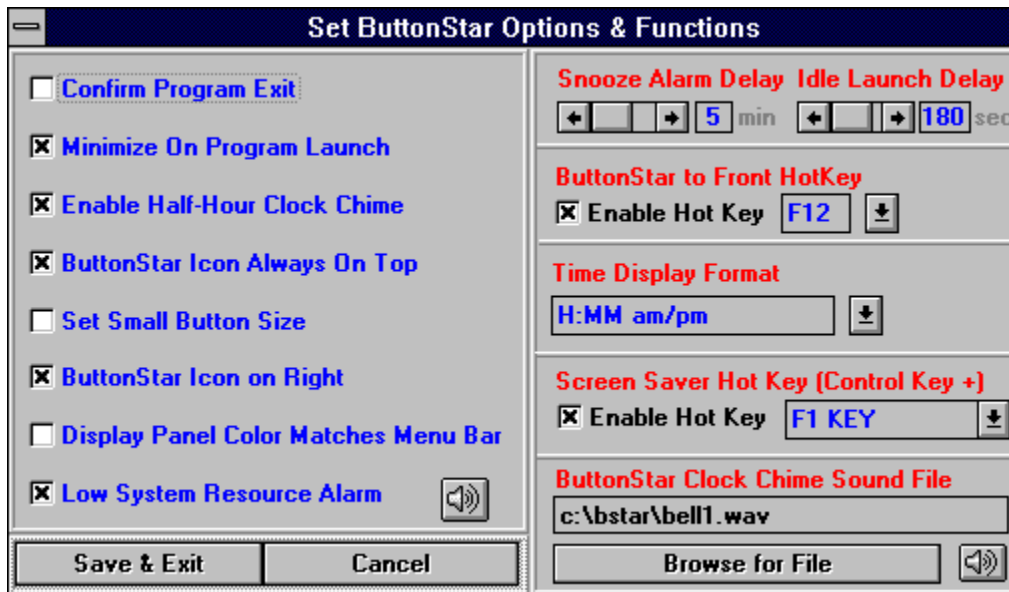 Set ButtonStar Options & Functions
Confirm Program Exit
Minimize On Program Launch
Enable Half-Hour Clock Chime
ButtonStar Icon Always On Top
Set Small Button Size
ButtonStar Icon on Right
Display Panel Color Matches Menu Bar
Low System Resource Alarm
Save & Exit
Cancel
Snooze Alarm Delay
Idle Launch Delay
5 min
180 sec
ButtonStar to Front HotKey
Enable Hot Key F12
Time Display Format
H:MM am/pm
Screen Saver Hot Key (Control Key +)
Enable Hot Key F1 KEY
ButtonStar Clock Chime Sound File
c:\bstar\bell1.wav
Browse for File